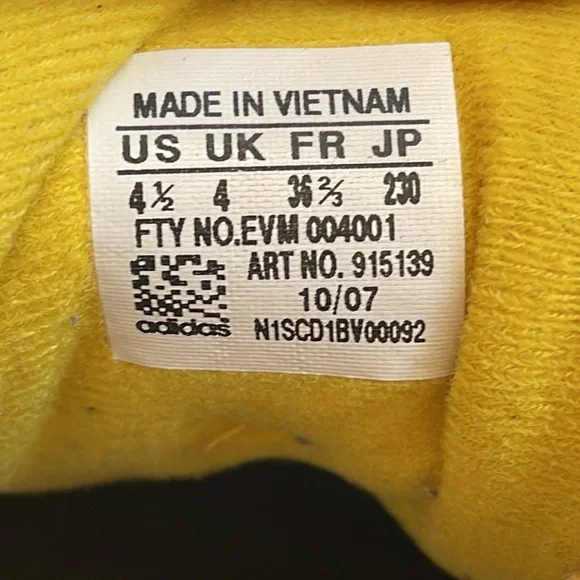 MADE IN VIETNAM
US UK FR JP
4½ 4 36⅔ 230
FTY NO.EVM 004001
ART NO. 915139
10/07
adidas N1SCD1BV00092